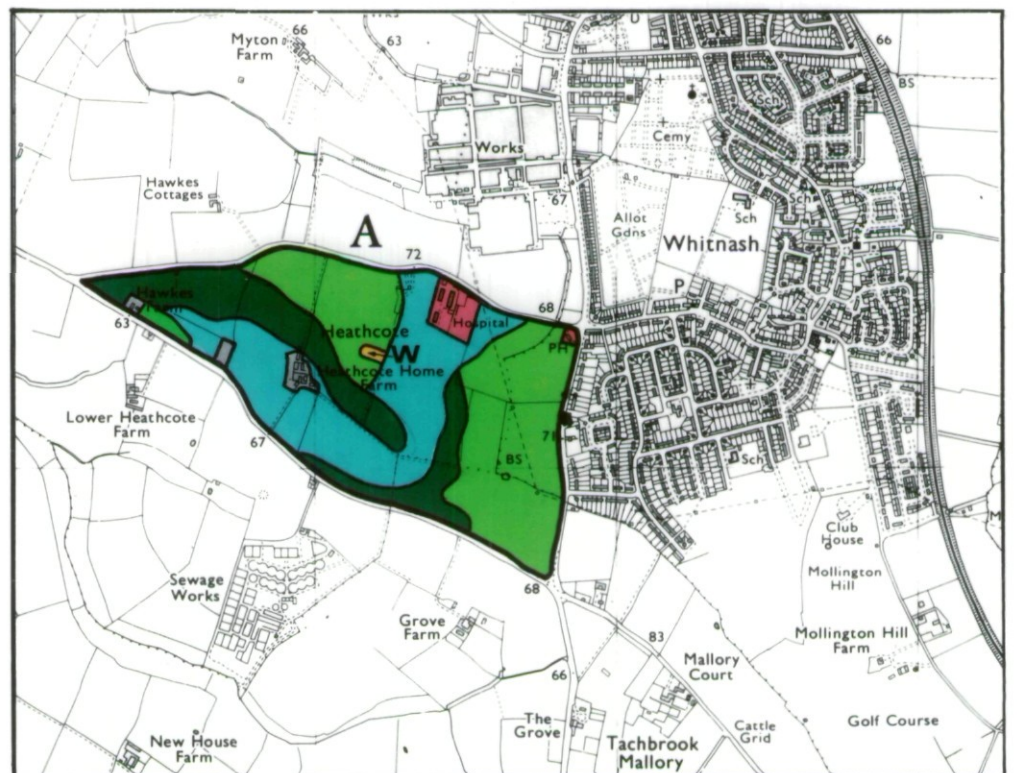 66
Myton
Farm
63
66
BS
Sch
Cemy
Works
Hawkes
Cottages
67
Allot
Gdns
Sch
Sch
Whitnash
A
72
P
Hawkes
Farm
63
Heathcote
Hospital
68
PH
W
Heathcote Home
Farm
Lower Heathcote
Farm
67
71
BS
Sch
Club
House
Mollington
Hill
Sewage
Works
68
Grove
Farm
83
Mollington Hill
Farm
Mallory
Court
66
The
Grove
Cattle
Grid
Golf Course
New House
Farm
Tachbrook
Mallory